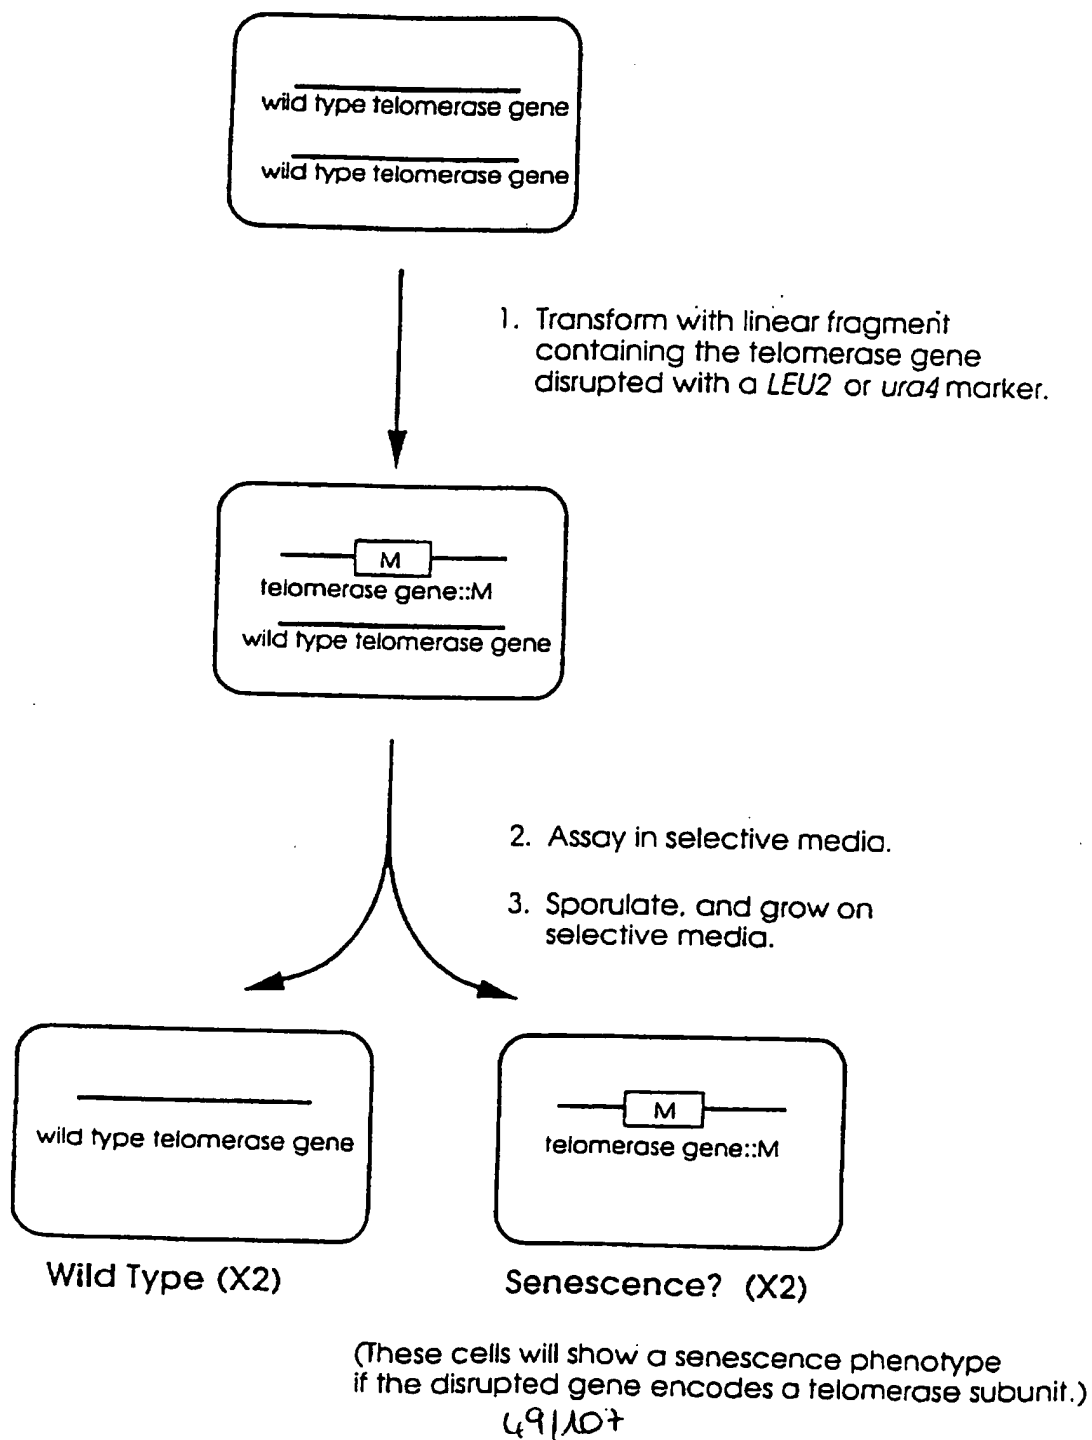 wild type telomerase gene
wild type telomerase gene
1. Transform with linear fragment
containing the telomerase gene
disrupted with a LEU2 or ura4 marker.
M
telomerase gene::M
wild type telomerase gene
2. Assay in selective media.
3. Sporulate, and grow on
selective media.
wild type telomerase gene
M
telomerase gene::M
Wild Type (X2)
Senescence? (X2)
(These cells will show a senescence phenotype
if the disrupted gene encodes a telomerase subunit.)
49/107